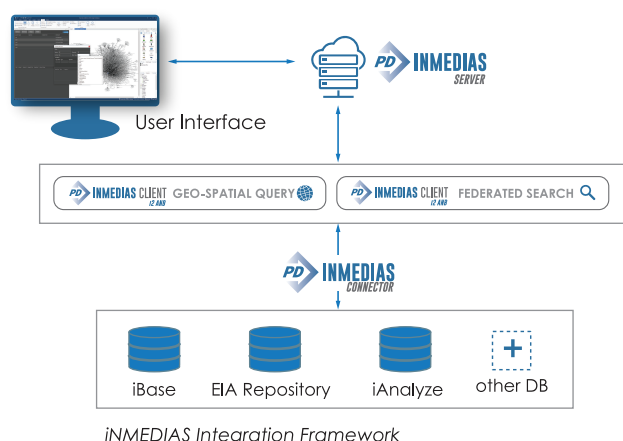 PD INMEDIAS
SERVER
User Interface
PD INMEDIAS CLIENT GEO-SPATIAL QUERY
i2 ANB
PD INMEDIAS CLIENT FEDERATED SEARCH
i2 ANB
PD INMEDIAS
CONNECTOR
iBase EIA Repository iAnalyze other DB
iNMEDIAS Integration Framework